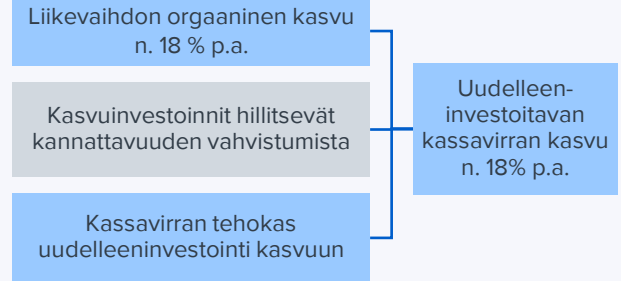 Liikevaihdon orgaaninen kasvu
n. 18 % p.a.
Kasvuinvestoinnit hillitsevät
kannattavuuden vahvistumista
Kassavirran tehokas
uudelleeninvestointi kasvuun
Uudelleen-
investoitavan
kassavirran kasvu
n. 18% p.a.